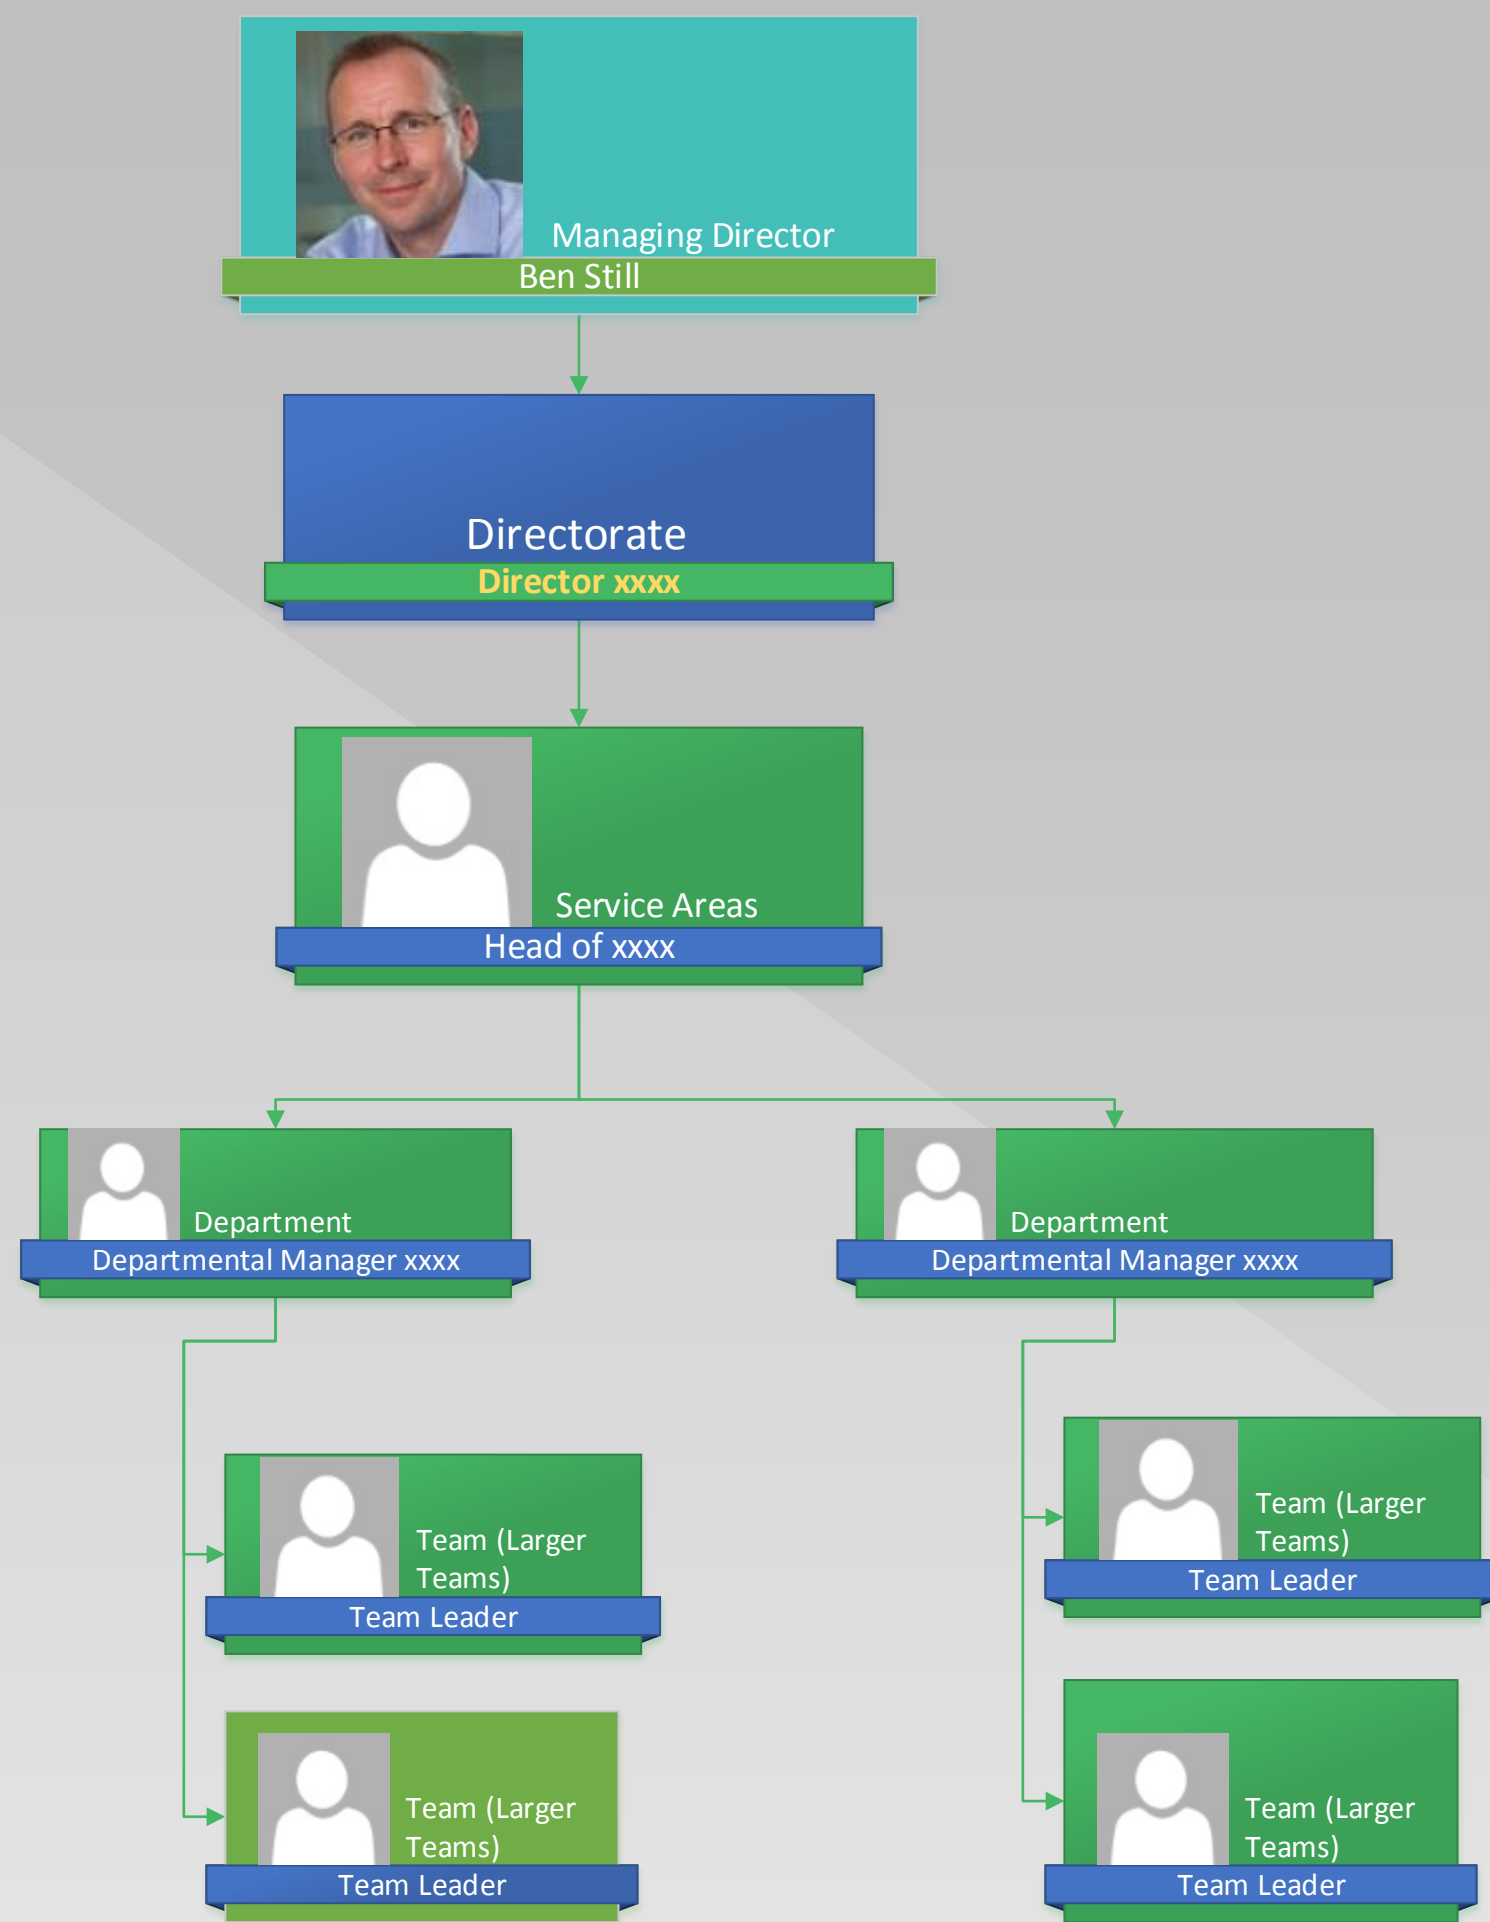 Managing Director
Ben Still
Directorate
Director xxxx
Service Areas
Head of xxxx
Department
Departmental Manager xxxx
Department
Departmental Manager xxxx
Team (Larger
Teams)
Team Leader
Team (Larger
Teams)
Team Leader
Team (Larger
Teams)
Team Leader
Team (Larger
Teams)
Team Leader